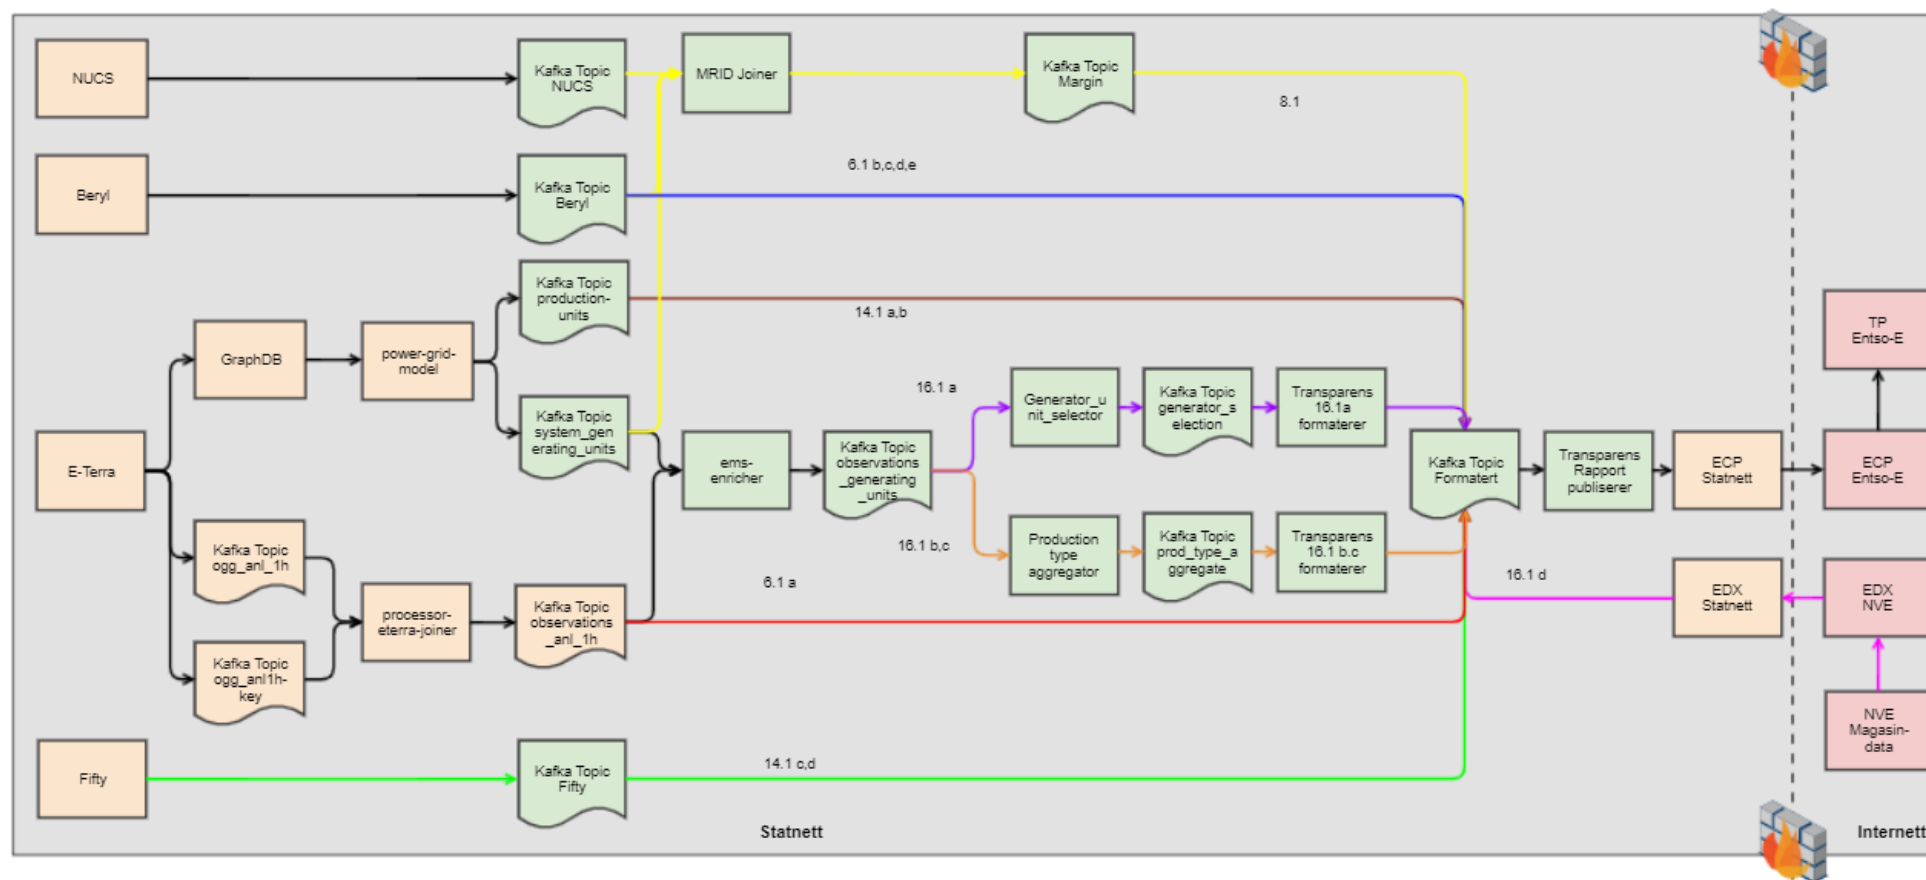 NUCS
Kafka Topic
NUCS
MRID Joiner
Kafka Topic
Margin
8.1
Beryl
Kafka Topic
Beryl
6.1 b,c,d,e
Kafka Topic
production-
units
14.1 a,b
GraphDB
power-grid-
model
Kafka Topic
system_gen
erating_units
E-Terra
ems-
enricher
Kafka Topic
observations
_generating
_units
16.1 a
Generator_u
nit_selector
Kafka Topic
generator_s
election
Transparens
16.1a
formaterer
16.1 b,c
Production
type
aggregator
Kafka Topic
prod_type_a
ggregate
Transparens
16.1 b.c
formaterer
Kafka Topic
Formatert
Transparens
Rapport
publiserer
ECP
Statnett
ECP
Entso-E
TP
Entso-E
Kafka Topic
ogg_anl_1h
Kafka Topic
ogg_anl1h-
key
processor-
eterra-joiner
Kafka Topic
observations
_anl_1h
6.1 a
16.1 d
EDX
Statnett
EDX
NVE
NVE
Magasin-
data
Fifty
Kafka Topic
Fifty
14.1 c,d
Statnett
Internett